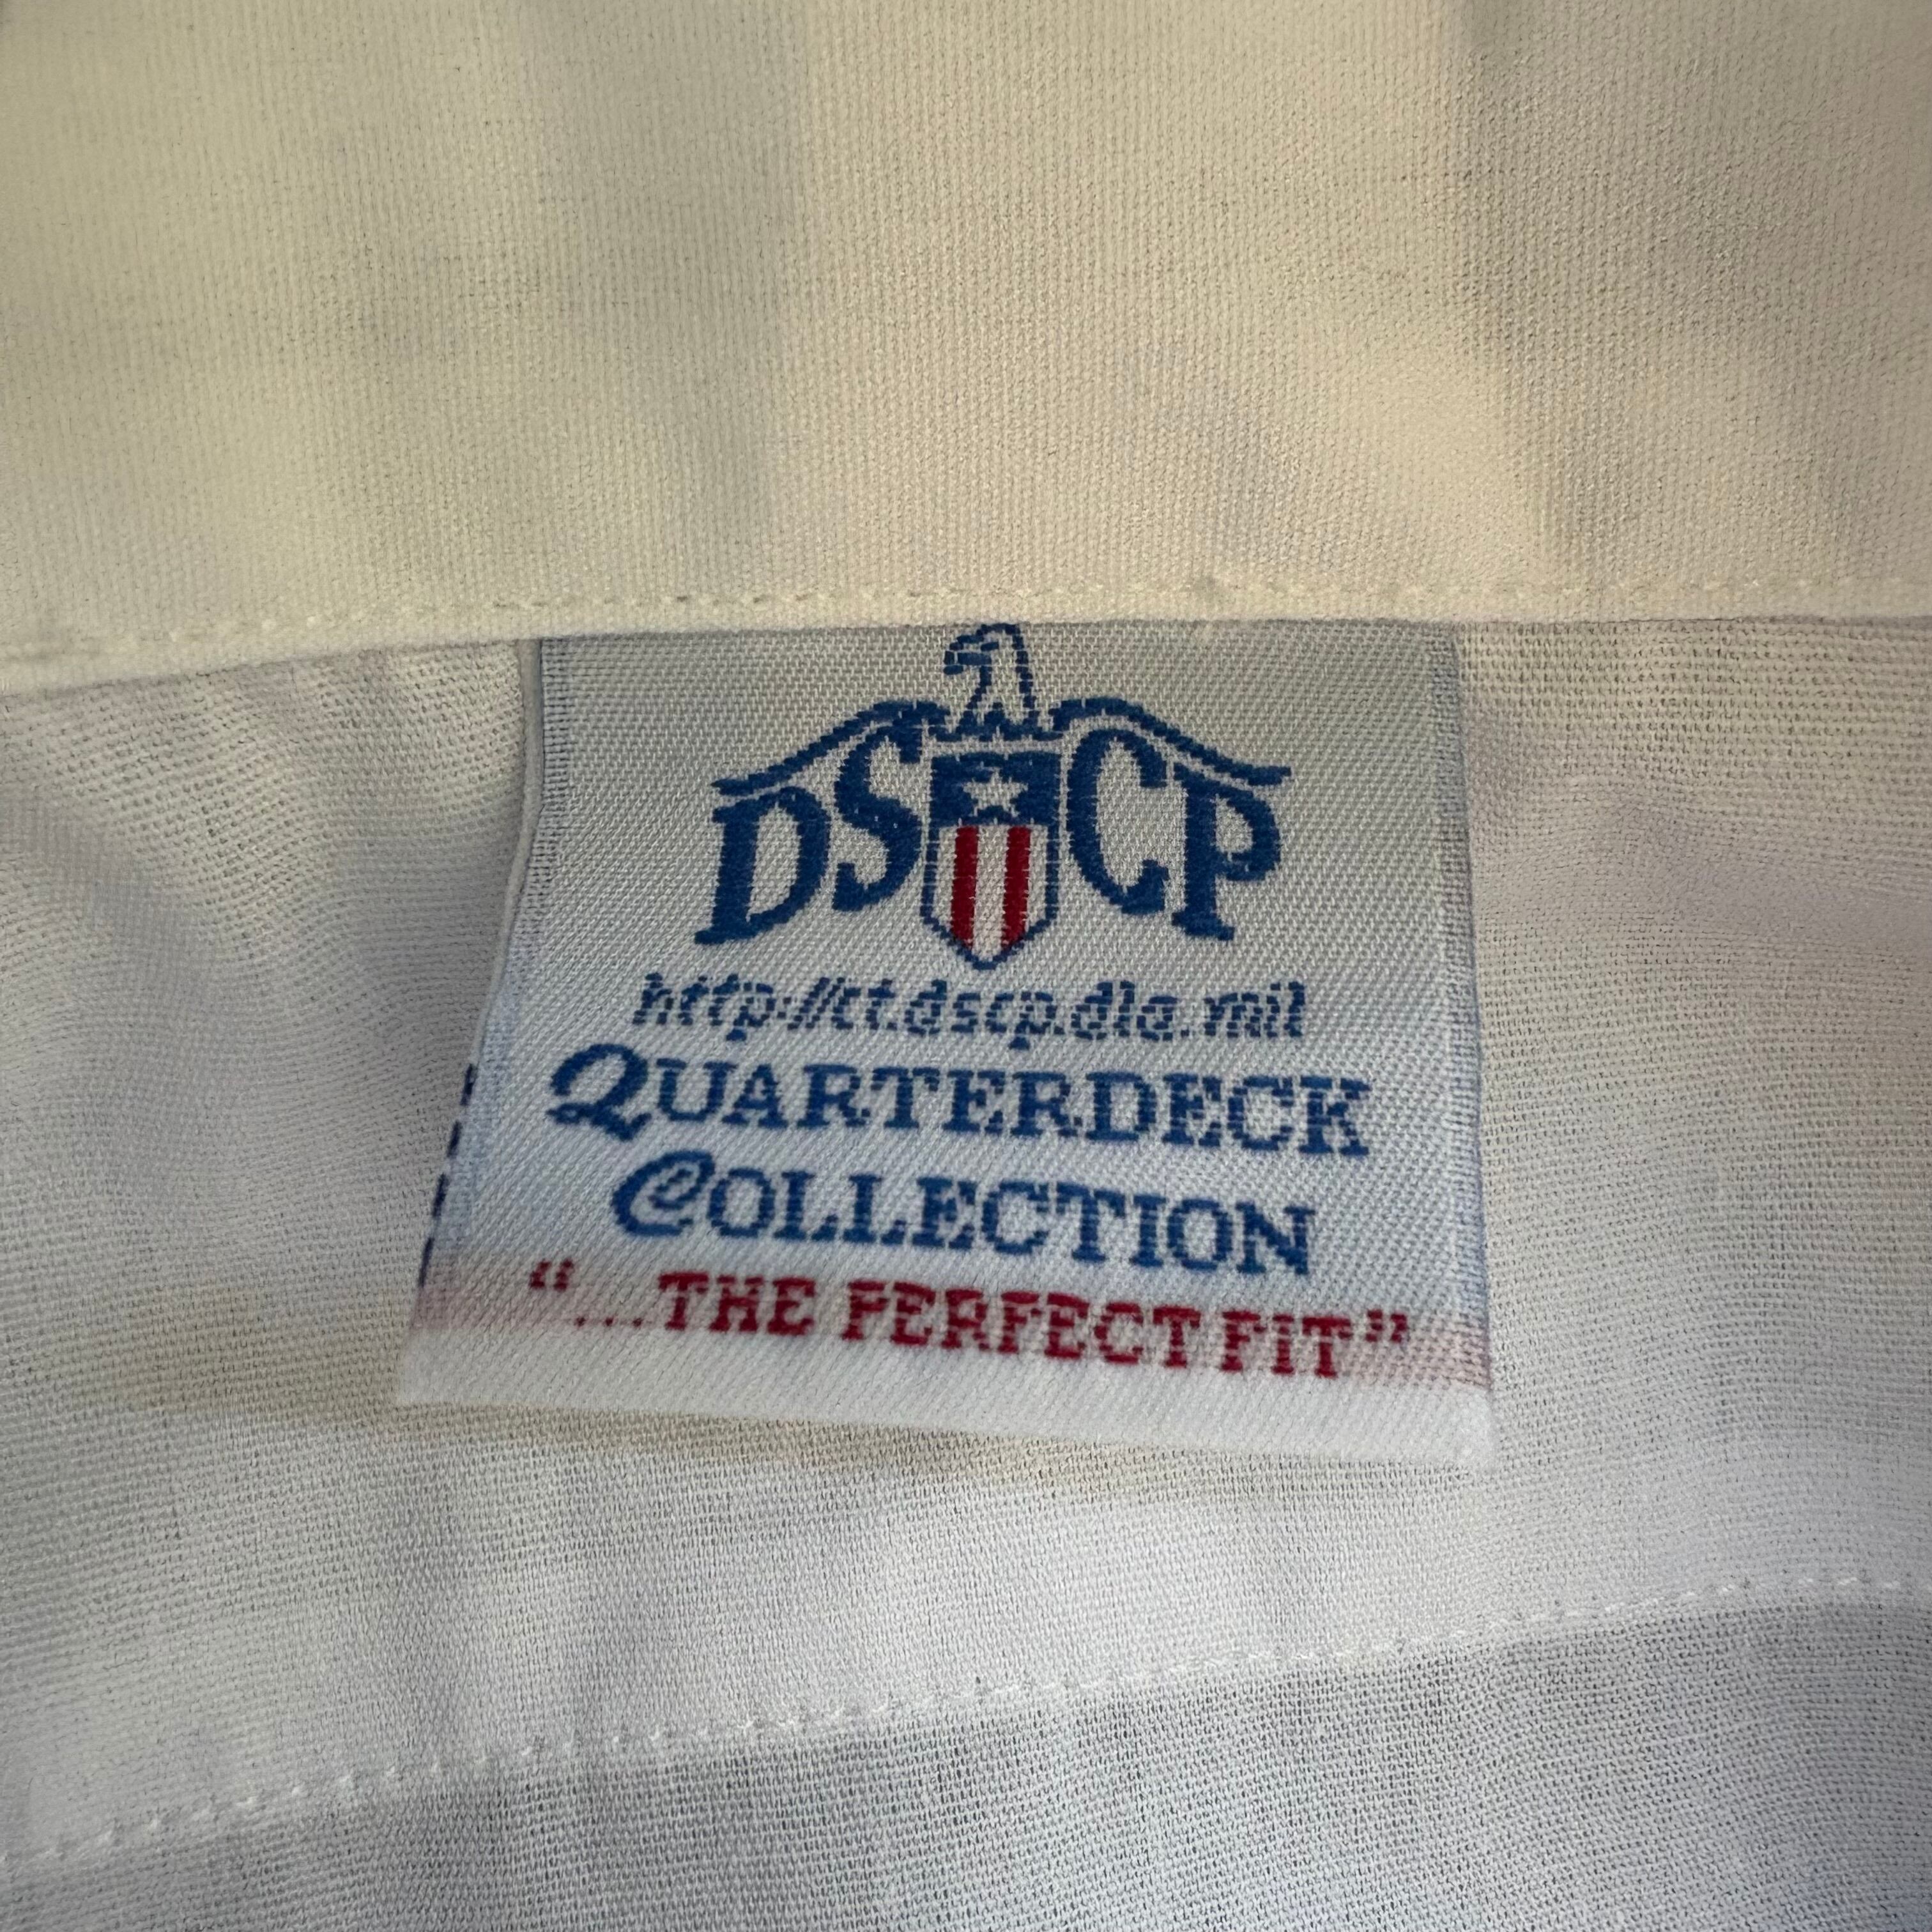 DSCP
http://ct.dscp.dla.mil
QUARTERDECK
COLLECTION
“...THE PERFECT FIT”